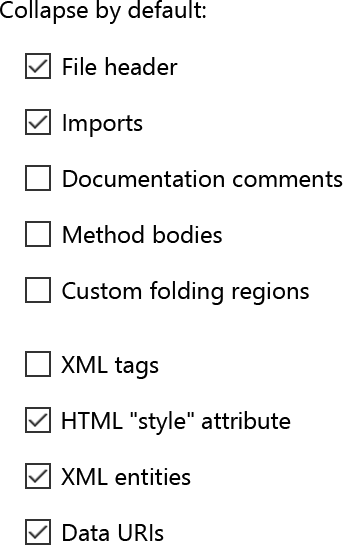 Collapse by default:
File header
Imports
Documentation comments
Method bodies
Custom folding regions
XML tags
HTML "style" attribute
XML entities
Data URIs